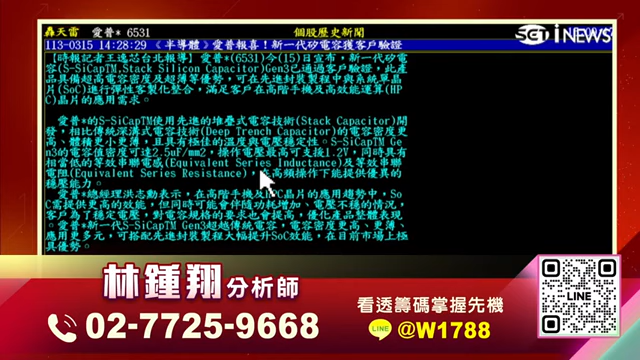 轟天雷 愛普* 6531 個股歷史新聞
SETi NEWS
113-0315 14:28:29 《半導體》愛普報喜!新一代矽電容獲客戶驗證
【時報記者王逸芯台北報導】愛普*(6531)今(15)日宣布,新一代矽電
容(S-SiCapTM,Stack Silicon Capacitor)Gen3已通過客戶驗證,此產
品具備超高電容密度及超薄等優勢,可在先進封裝製程中與系統單晶
片(SoC)進行彈性客製化整合,滿足客戶在高階手機及高效能運算(HP
C)晶片的應用需求。
愛普*的S-SiCapTM使用先進的堆疊式電容技術(Stack Capacitor)開
發,相比傳統深溝式電容技術(Deep Trench Capacitor)的電容密度更
高、體積更小更薄,且具有極佳的溫度與電壓穩定性。S-SiCapTM Ge
n3的電容值密度可達2.5uF/mm2,操作電壓最高可支援1.2V,同時具有
相當低的等效串聯電感(Equivalent Series Inductance)及等效串聯
電阻(Equivalent Series Resistance),在高頻操作下能提供優異的
穩壓能力。
愛普*總經理洪志勳表示,在高階手機及HPC晶片的應用趨勢中,So
C需提供更高的效能,但同時可能會伴隨功耗增加、電壓不穩的情況,
客戶為了穩定電壓,對電容規格的要求也會提高,優化產品整體表現
。愛普*新一代S-SiCapTM Gen3超越傳統電容,電容密度更高、更薄、
應用更多元,可搭配先進封裝製程大幅提升SoC效能,在目前市場上極
具優勢。
林鍾翔分析師
02-7725-9668
看透籌碼掌握先機
LINE @W1788
LINE